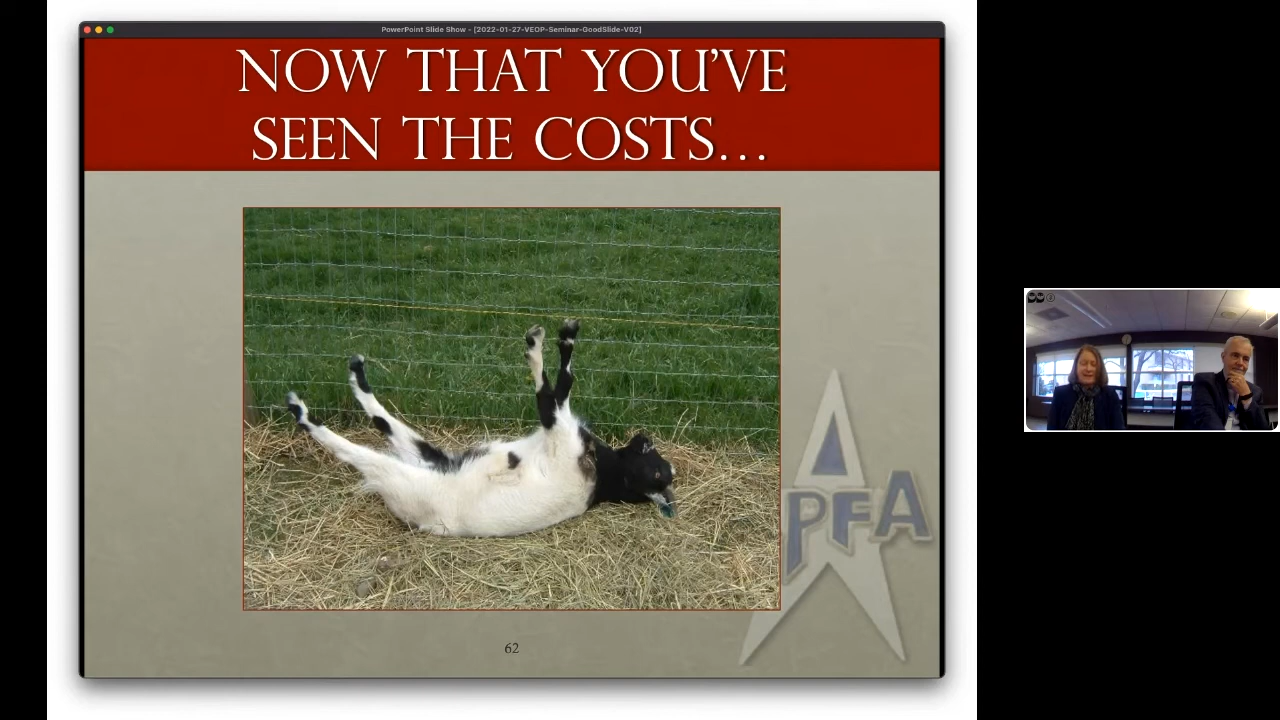 PowerPoint Slide Show - [2022-01-27-VEOP-Seminar-GoodSlide-V02]
NOW THAT YOU'VE
SEEN THE COSTS...
PFA
62